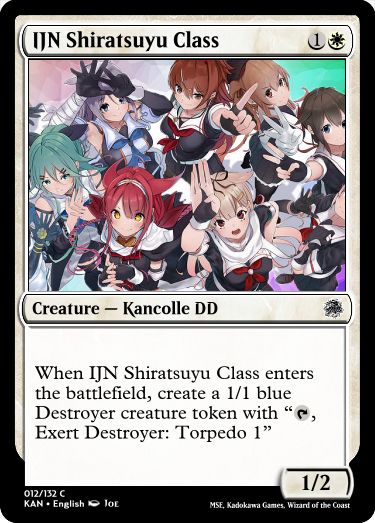 IJN Shiratsuyu Class 1
Creature — Kancolle DD
When IJN Shiratsuyu Class enters
the battlefield, create a 1/1 blue
Destroyer creature token with “,
Exert Destroyer: Torpedo 1”
1/2
012/132 C
KAN • English JOE
MSE, Kadokawa Games, Wizard of the Coast